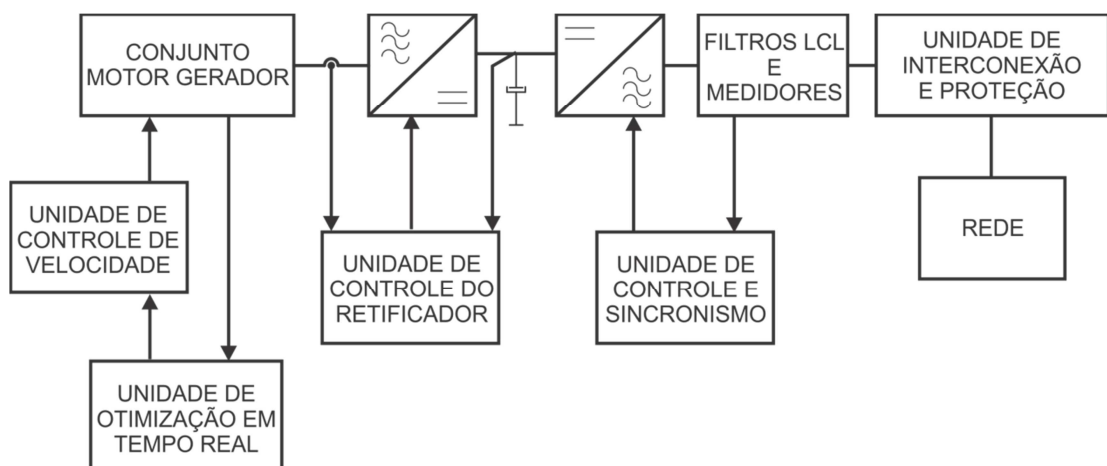 CONJUNTO
MOTOR GERADOR
FILTROS LCL
E
MEDIDORES
UNIDADE DE
INTERCONEXÃO
E PROTEÇÃO
UNIDADE DE
CONTROLE DE
VELOCIDADE
UNIDADE DE
CONTROLE DO
RETIFICADOR
UNIDADE DE
CONTROLE E
SINCRONISMO
REDE
UNIDADE DE
OTIMIZAÇÃO EM
TEMPO REAL